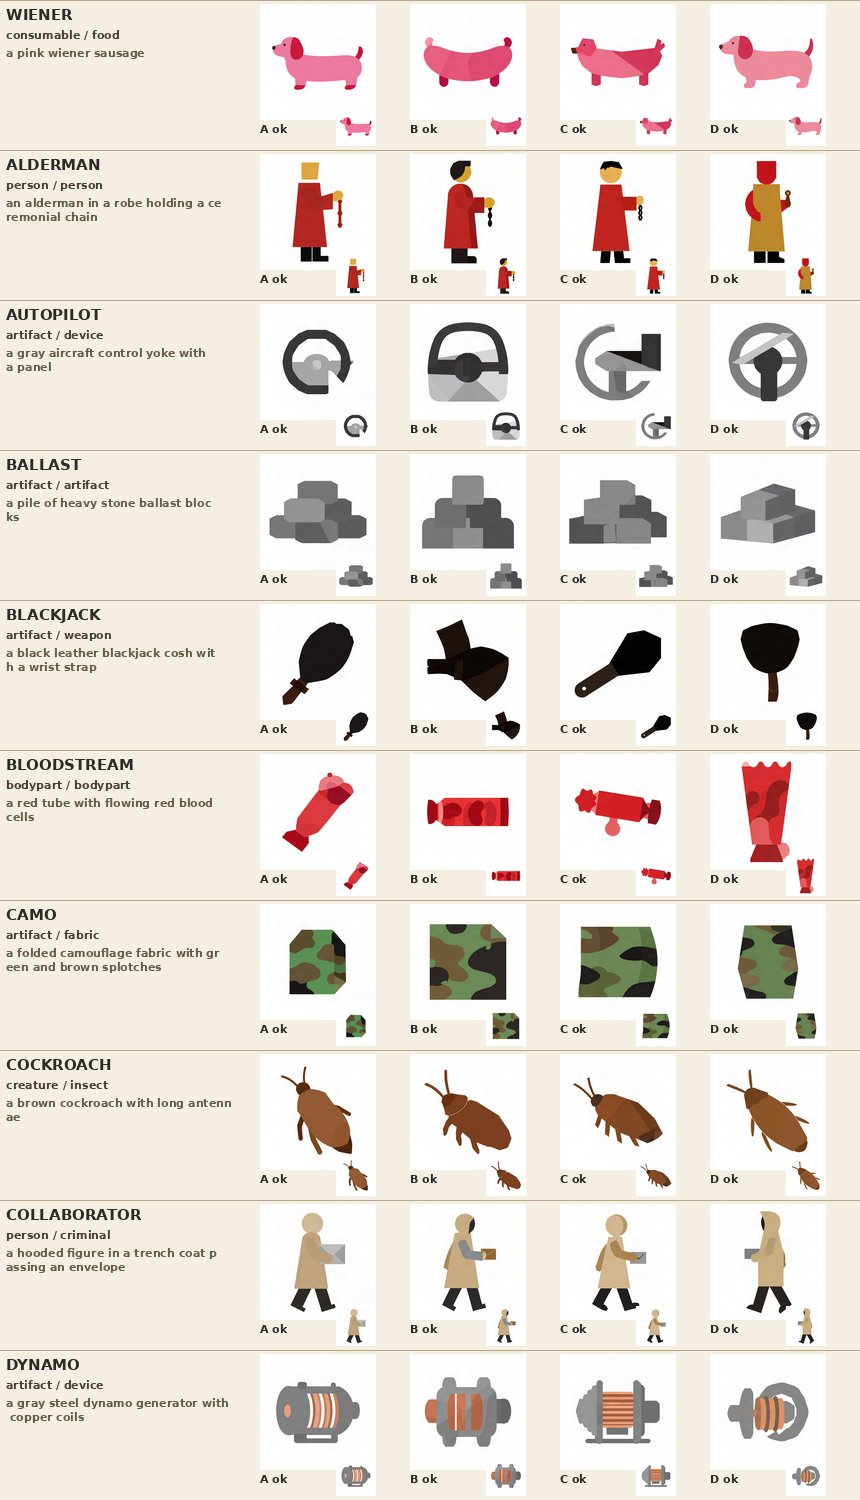 WIENER
consumable / food
a pink wiener sausage
A ok
B ok
C ok
D ok
ALDERMAN
person / person
an alderman in a robe holding a ce
remonial chain
A ok
B ok
C ok
D ok
AUTOPILOT
artifact / device
a gray aircraft control yoke with
a panel
A ok
B ok
C ok
D ok
BALLAST
artifact / artifact
a pile of heavy stone ballast bloc
ks
A ok
B ok
C ok
D ok
BLACKJACK
artifact / weapon
a black leather blackjack cosh wit
h a wrist strap
A ok
B ok
C ok
D ok
BLOODSTREAM
bodypart / bodypart
a red tube with flowing red blood
cells
A ok
B ok
C ok
D ok
CAMO
artifact / fabric
a folded camouflage fabric with gr
een and brown splotches
A ok
B ok
C ok
D ok
COCKROACH
creature / insect
a brown cockroach with long antenn
ae
A ok
B ok
C ok
D ok
COLLABORATOR
person / criminal
a hooded figure in a trench coat p
assing an envelope
A ok
B ok
C ok
D ok
DYNAMO
artifact / device
a gray steel dynamo generator with
copper coils
A ok
B ok
C ok
D ok